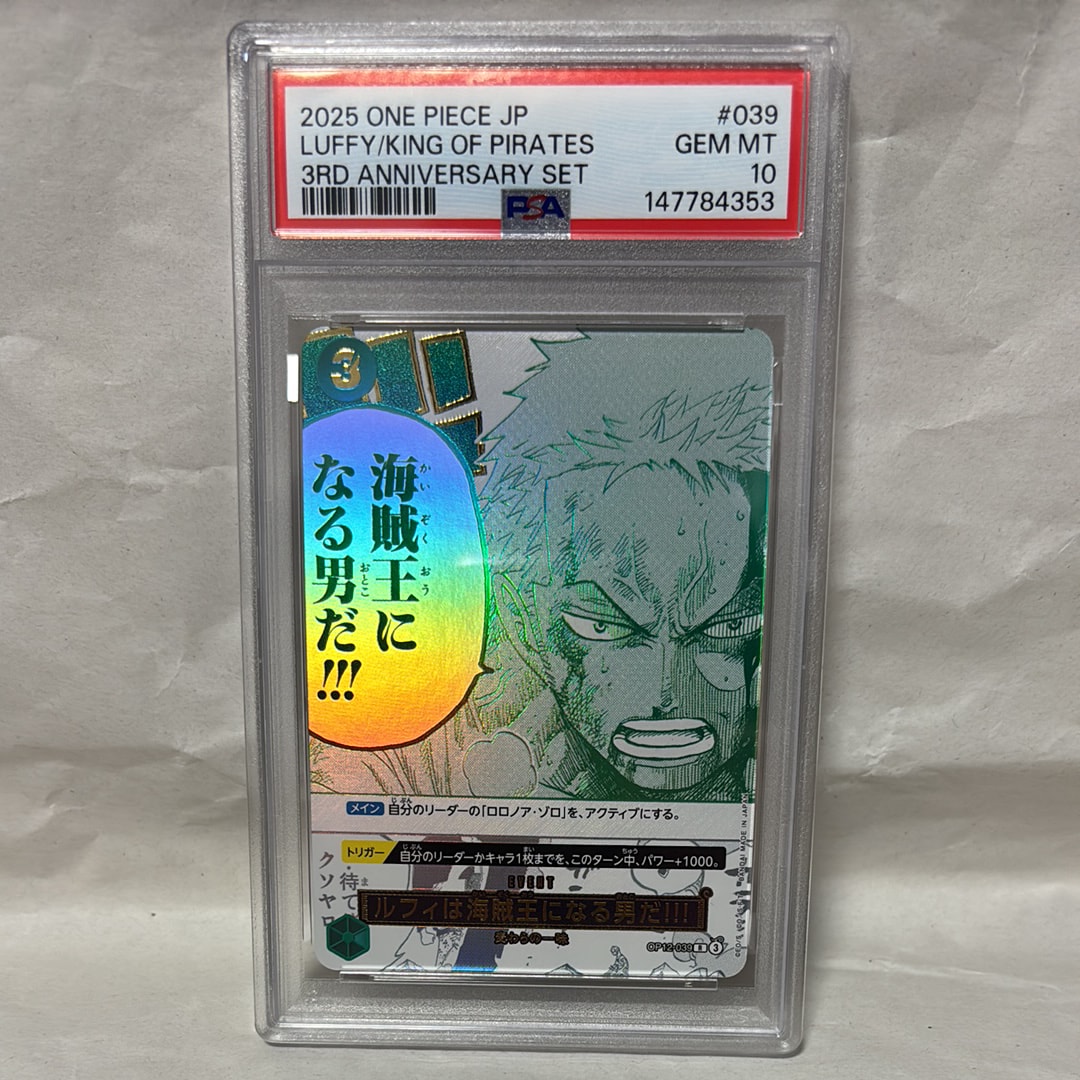 2025 ONE PIECE JP #039
LUFFY/KING OF PIRATES GEM MT
3RD ANNIVERSARY SET 10
PSA 147784353
3
海賊王に
なる男だ!!!
メイン 自分のリーダーの「ロロノア・ゾロ」を、アクティブにする。
トリガー 自分のリーダーかキャラ1枚までを、このターン中、パワー+1000。
待て
クソヤロ
EVENT
ルフィは海賊王になる男だ!!!
麦わらの一味
OP12-039 R 3
BANDAI MADE IN JAPAN